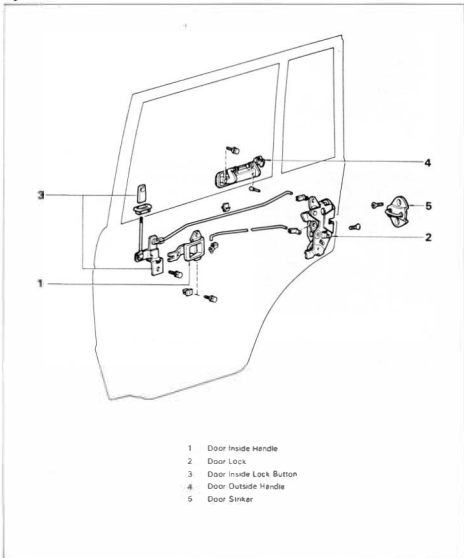 4
3
5
2
1
1 Door Inside Handle
2 Door Lock
3 Door Inside Lock Button
4 Door Outside Handle
5 Door Striker